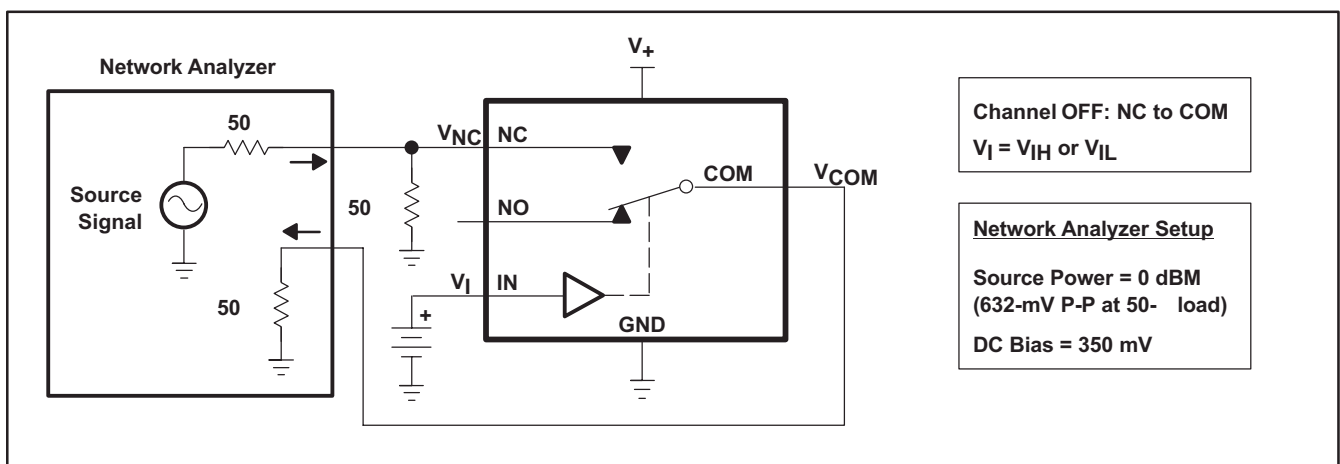 Network Analyzer
50
Source
Signal
50
50
V+
VNC
NC
NO
COM
VCOM
VI
IN
+
GND
Channel OFF: NC to COM
VI = VIH or VIL
Network Analyzer Setup
Source Power = 0 dBM
(632-mV P-P at 50- load)
DC Bias = 350 mV